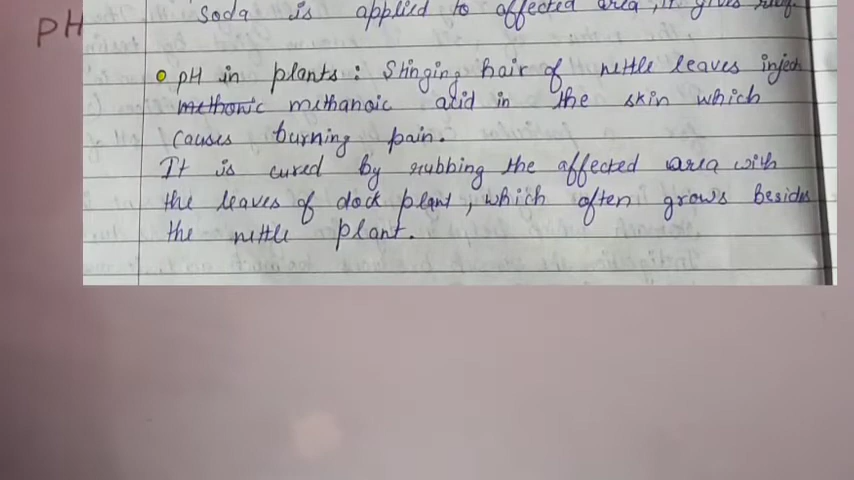 Soda is applied to affected area, it gives relief.
pH
pH in plants : Stinging hair of nettle leaves inject
methonic methanoic acid in the skin which
causes burning pain.
It is cured by rubbing the affected area with
the leaves of dock plant, which often grows besides
the nettle plant.